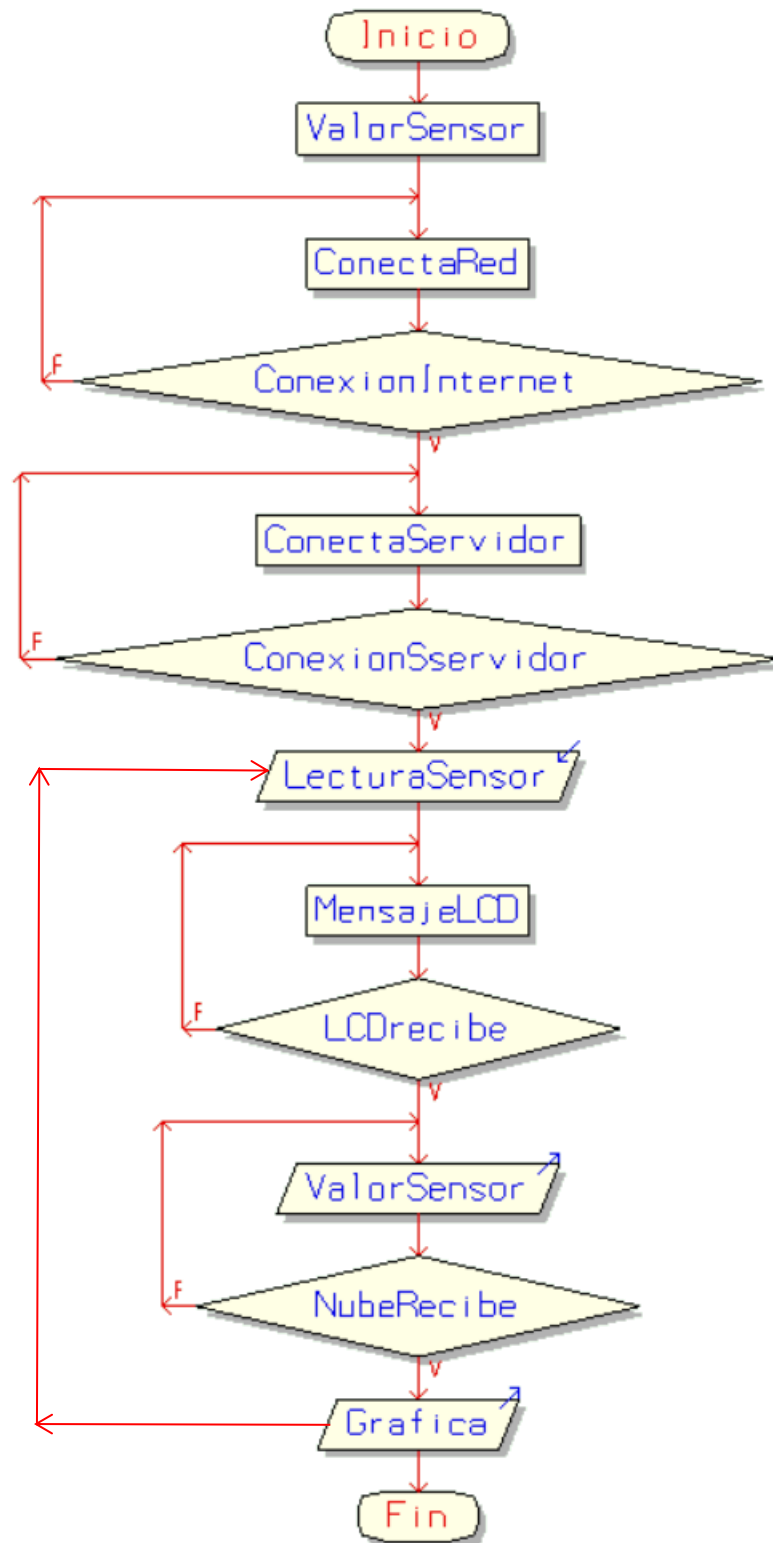 Inicio
ValorSensor
ConectaRed
ConexionInternet
F
V
ConectaServidor
ConexionSservidor
F
V
LecturaSensor
MensajeLCD
LCDrecibe
F
V
ValorSensor
NubeRecibe
F
V
Grafica
Fin